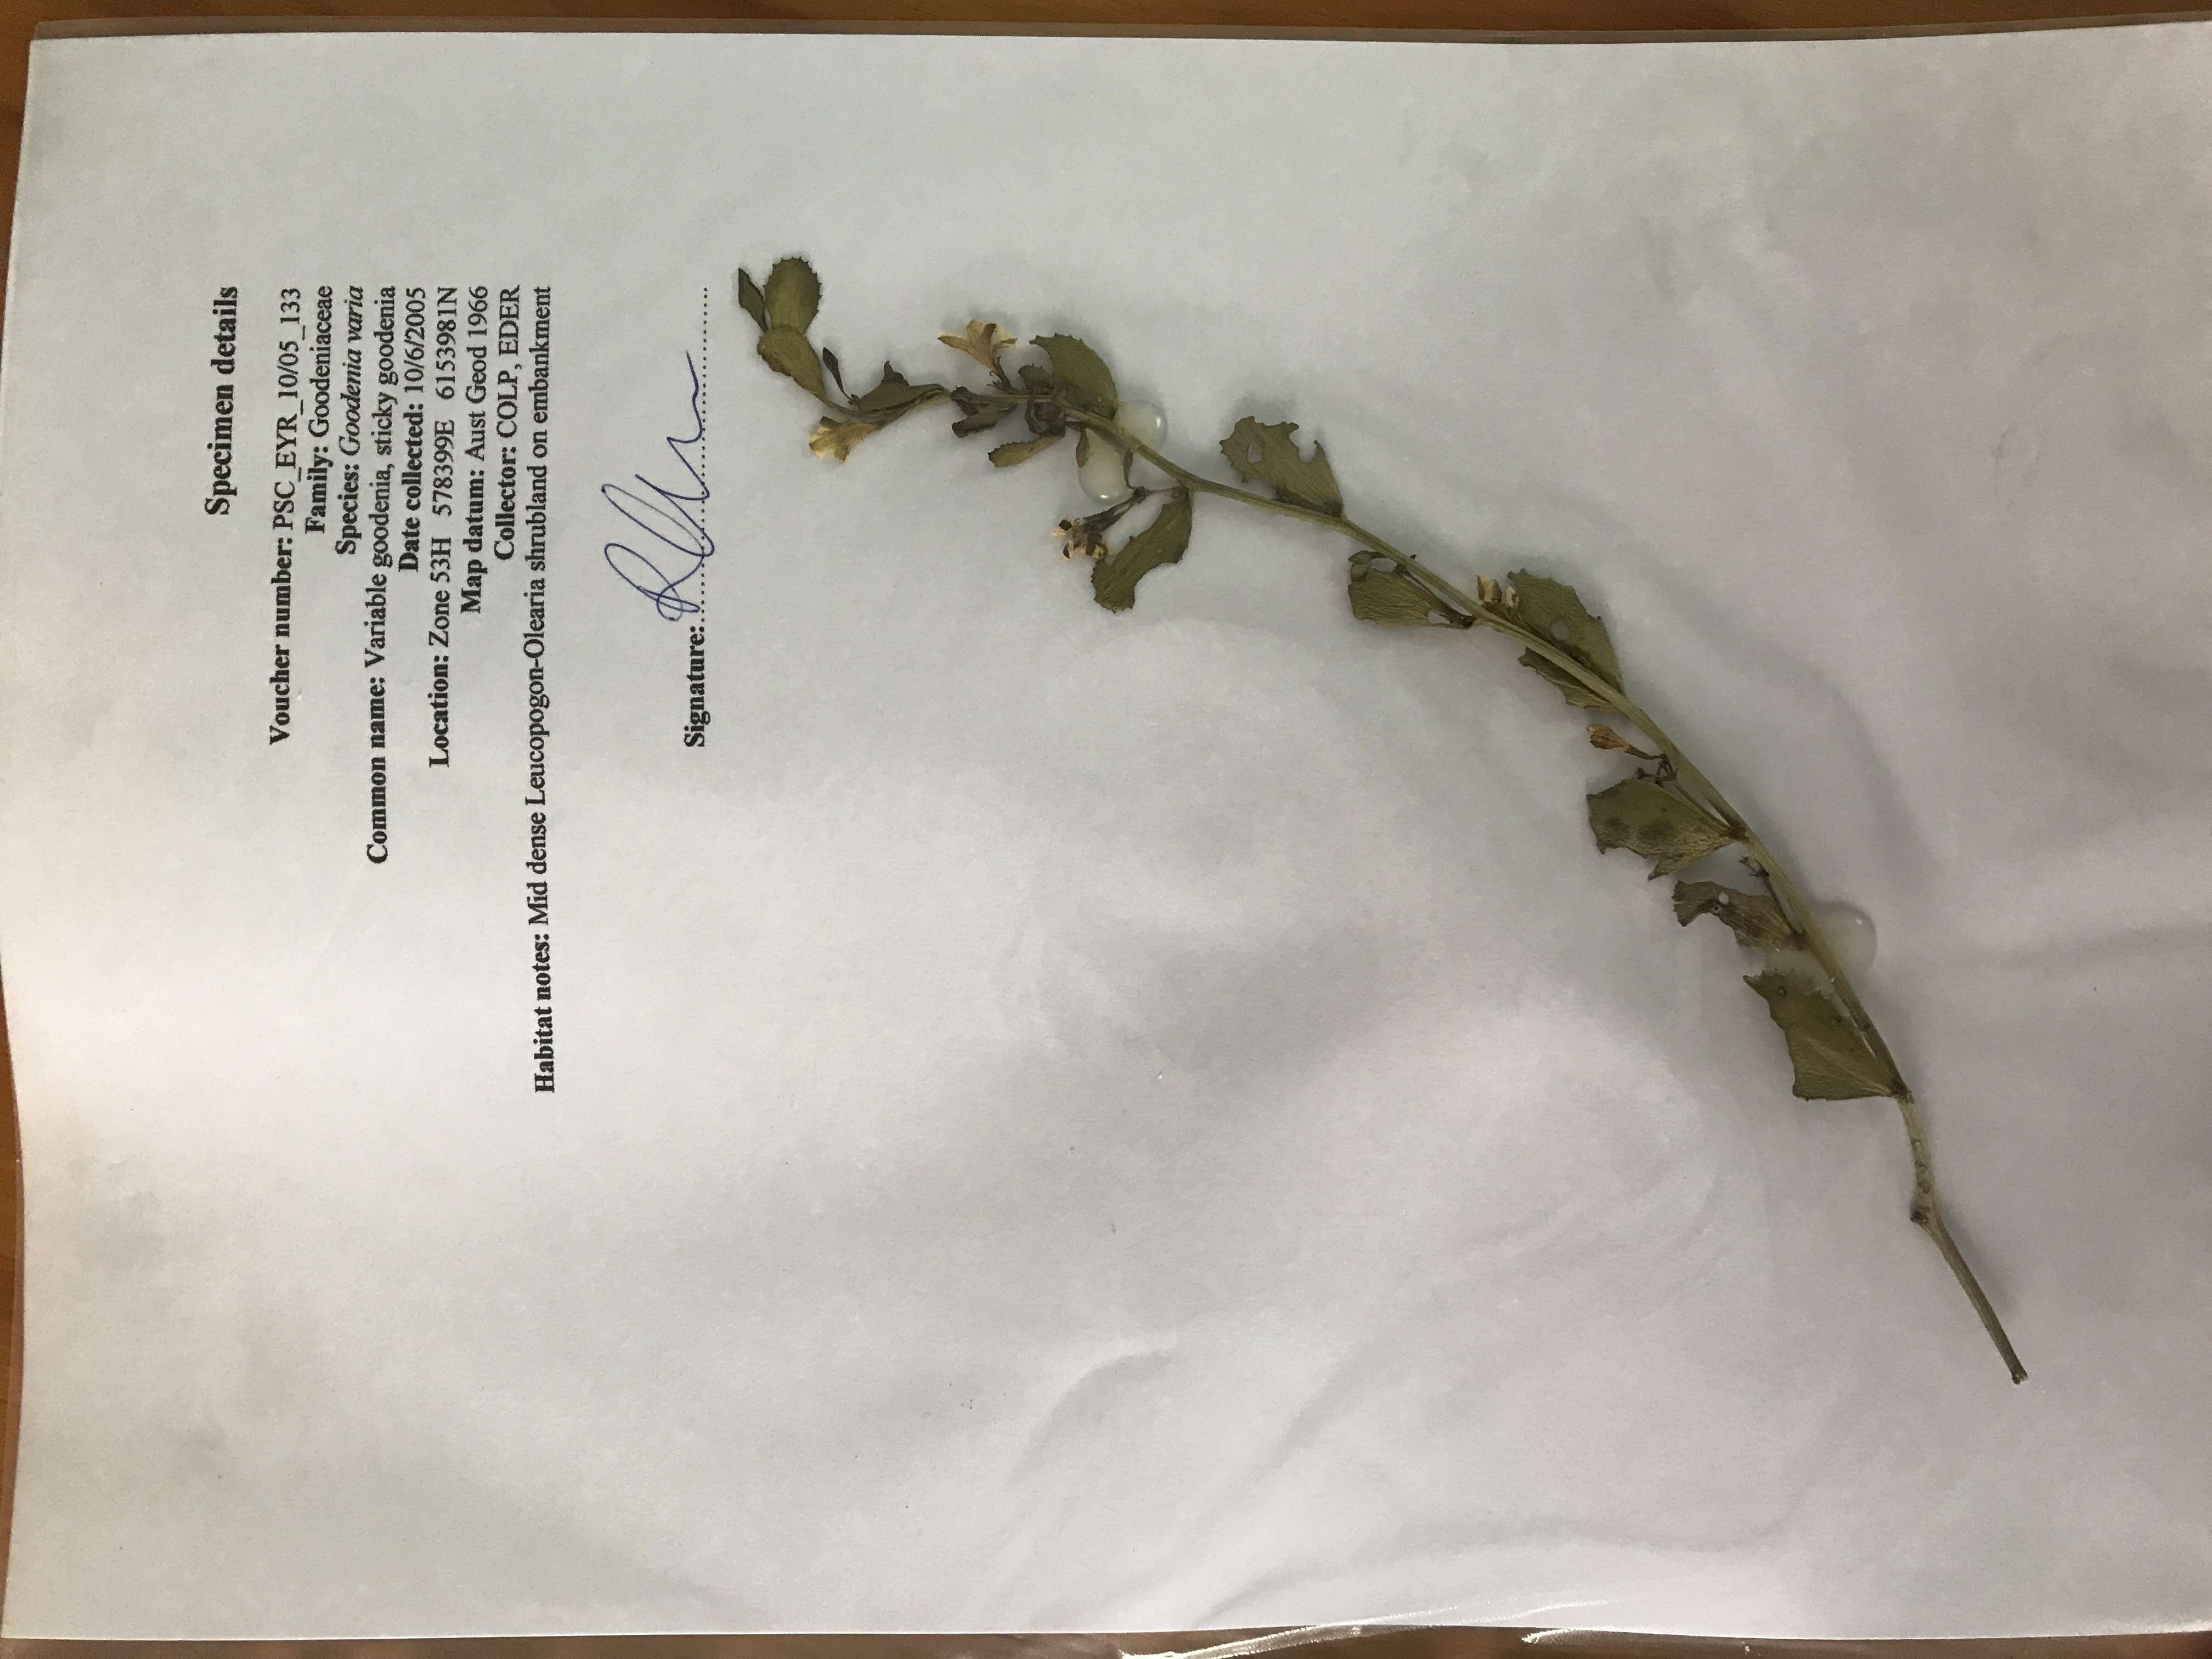 Specimen details
Voucher number: PSC_EYR_10/05_133
Family: Goodeniaceae
Species: Goodenia varia
Common name: Variable goodenia, sticky goodenia
Date collected: 10/6/2005
Location: Zone 53H 578399E 6153981N
Map datum: Aust Geod 1966
Collector: COLP, EDER
Habitat notes: Mid dense Leucopogon-Olearia shrubland on embankment
Signature: